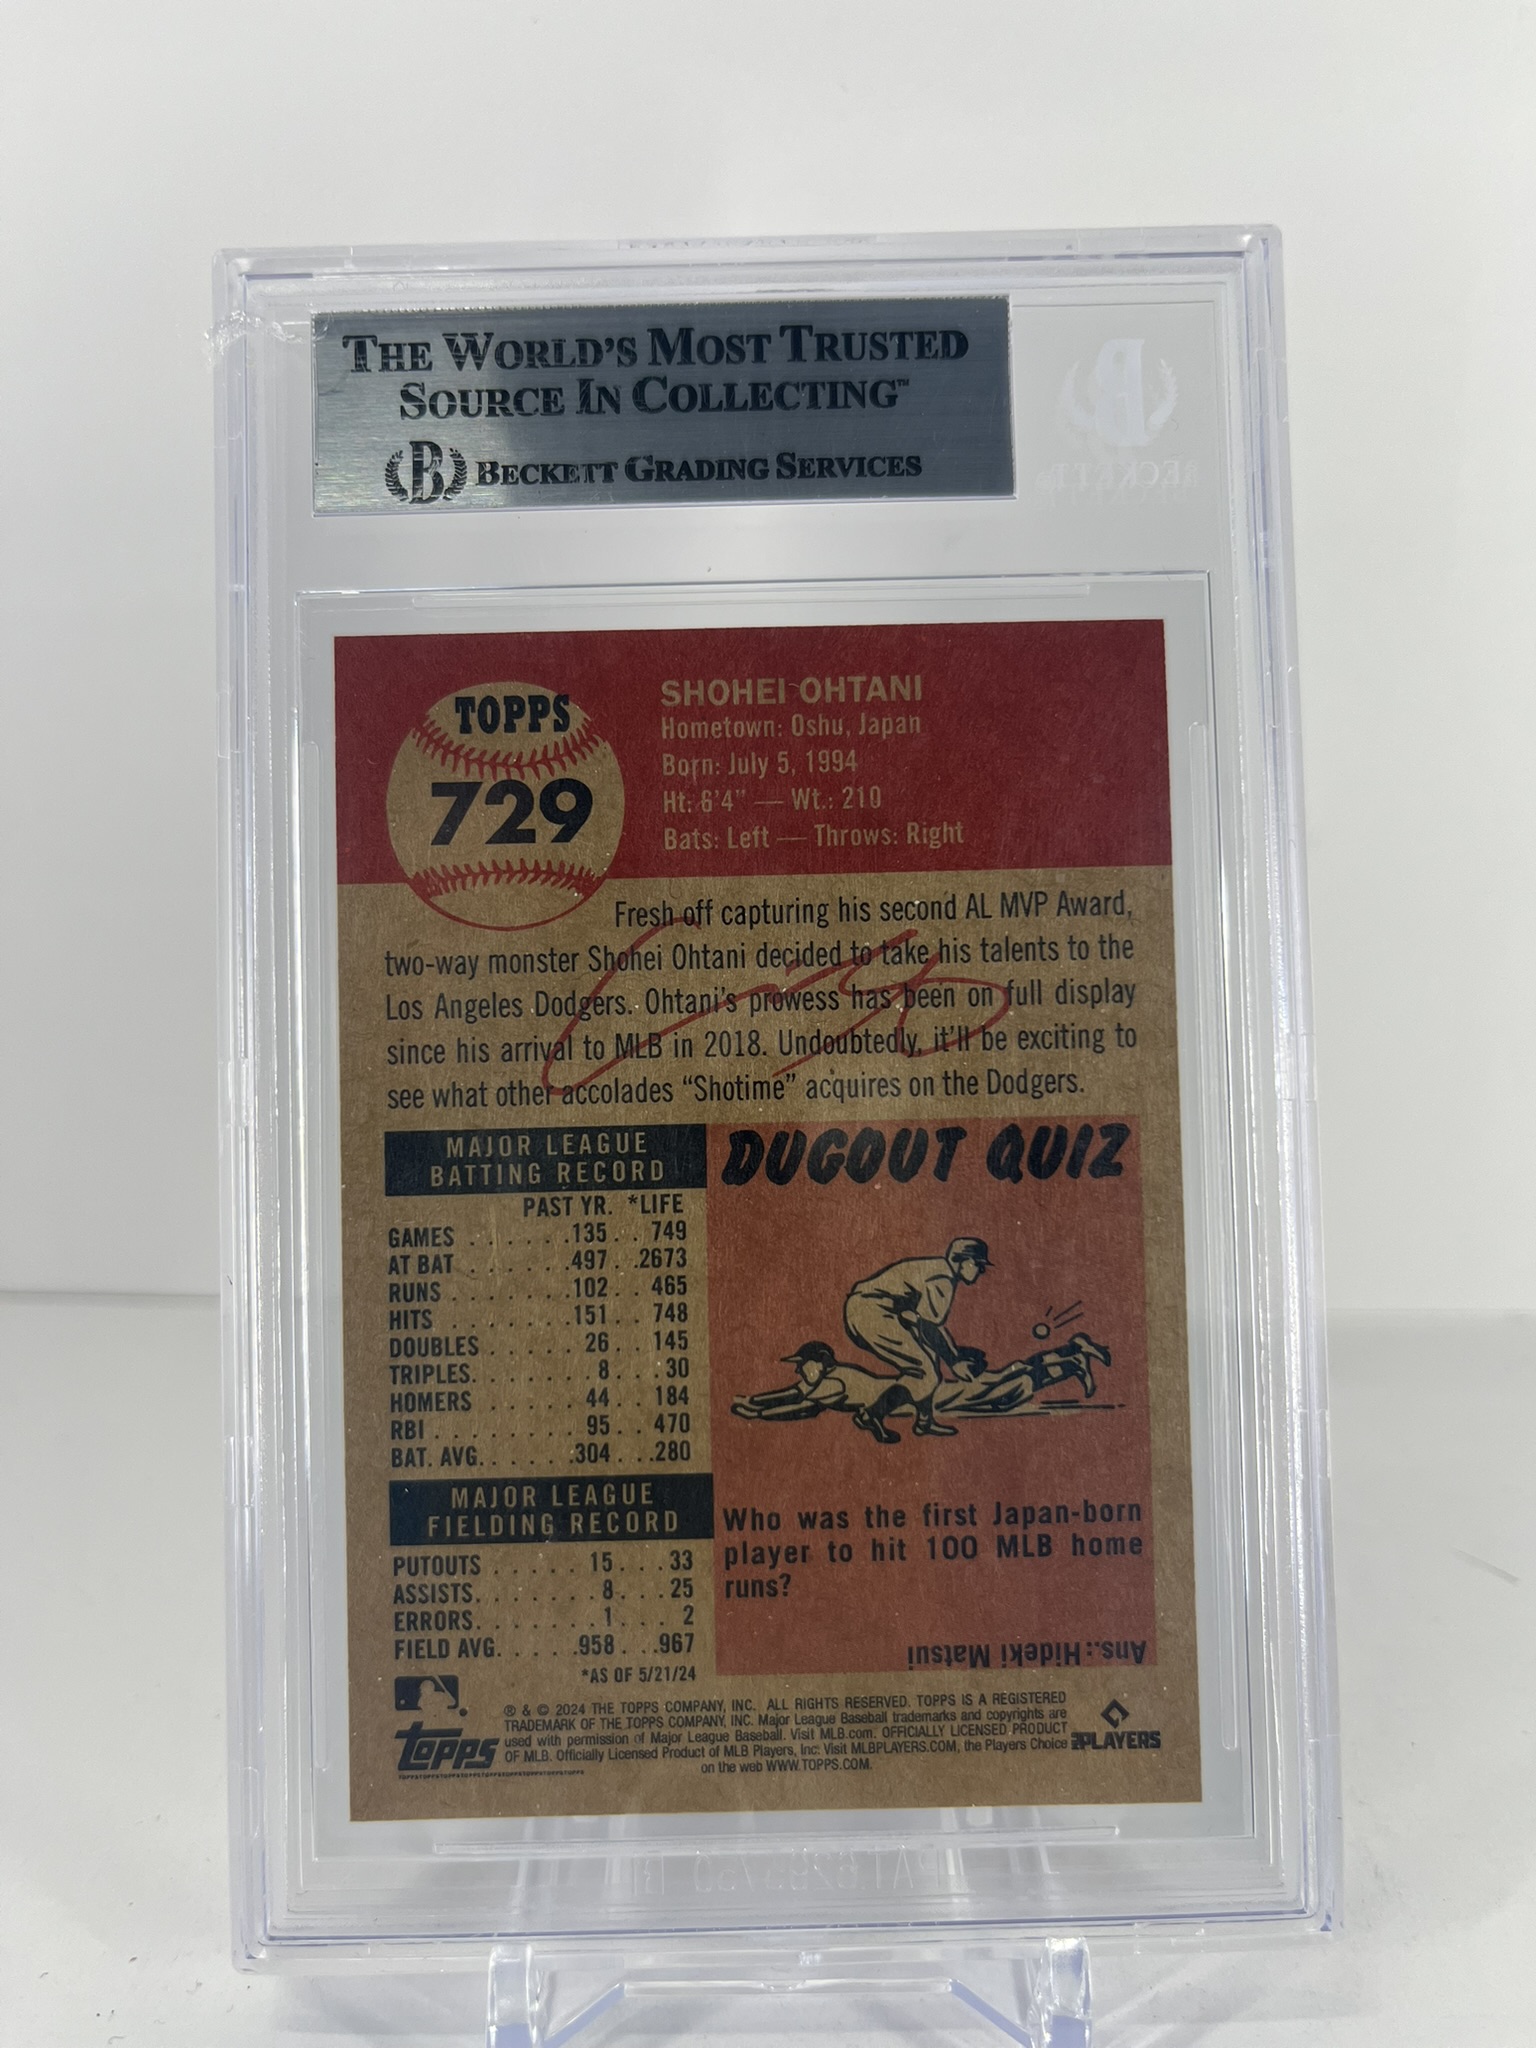 THE WORLD'S MOST TRUSTED
SOURCE IN COLLECTING™
B BECKETT GRADING SERVICES
B
BECKETT
TOPPS
729
SHOHEI OHTANI
Hometown: Oshu, Japan
Born: July 5, 1994
Ht: 6'4" — Wt.: 210
Bats: Left — Throws: Right
Fresh off capturing his second AL MVP Award,
two-way monster Shohei Ohtani decided to take his talents to the
Los Angeles Dodgers. Ohtani's prowess has been on full display
since his arrival to MLB in 2018. Undoubtedly, it'll be exciting to
see what other accolades “Shotime” acquires on the Dodgers.
MAJOR LEAGUE
BATTING RECORD
PAST YR. *LIFE
GAMES . . . . . .135. . 749
AT BAT . . . . . .497. .2673
RUNS . . . . . . .102. . 465
HITS . . . . . . .151. . 748
DOUBLES . . . . . 26. . 145
TRIPLES. . . . . . 8. . . 30
HOMERS . . . . . 44. . 184
RBI . . . . . . . . 95. . 470
BAT. AVG. . . . . .304. . .280
MAJOR LEAGUE
FIELDING RECORD
PUTOUTS . . . . . 15. . . 33
ASSISTS. . . . . . . 8. . . 25
ERRORS. . . . . . . 1. . . 2
FIELD AVG. . . . . .958. . .967
*AS OF 5/21/24
DUGOUT QUIZ
Who was the first Japan-born
player to hit 100 MLB home
runs?
Ans.: Hideki Matsui
topps
® & © 2024 THE TOPPS COMPANY, INC. ALL RIGHTS RESERVED. TOPPS IS A REGISTERED
TRADEMARK OF THE TOPPS COMPANY, INC. Major League Baseball trademarks and copyrights are
used with permission of Major League Baseball. Visit MLB.com. OFFICIALLY LICENSED PRODUCT
OF MLB. Officially Licensed Product of MLB Players, Inc. Visit MLBPLAYERS.COM, the Players Choice
on the web WWW.TOPPS.COM.
PLAYERS